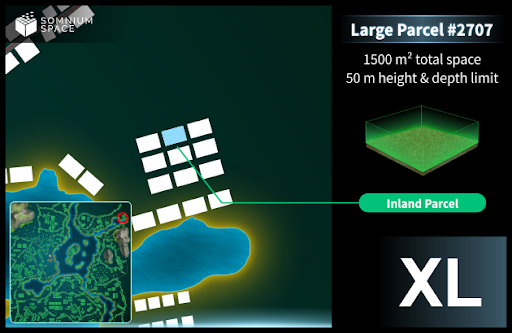 SOMNIUM
SPACE
Large Parcel #2707
1500 m² total space
50 m height & depth limit
Inland Parcel
XL